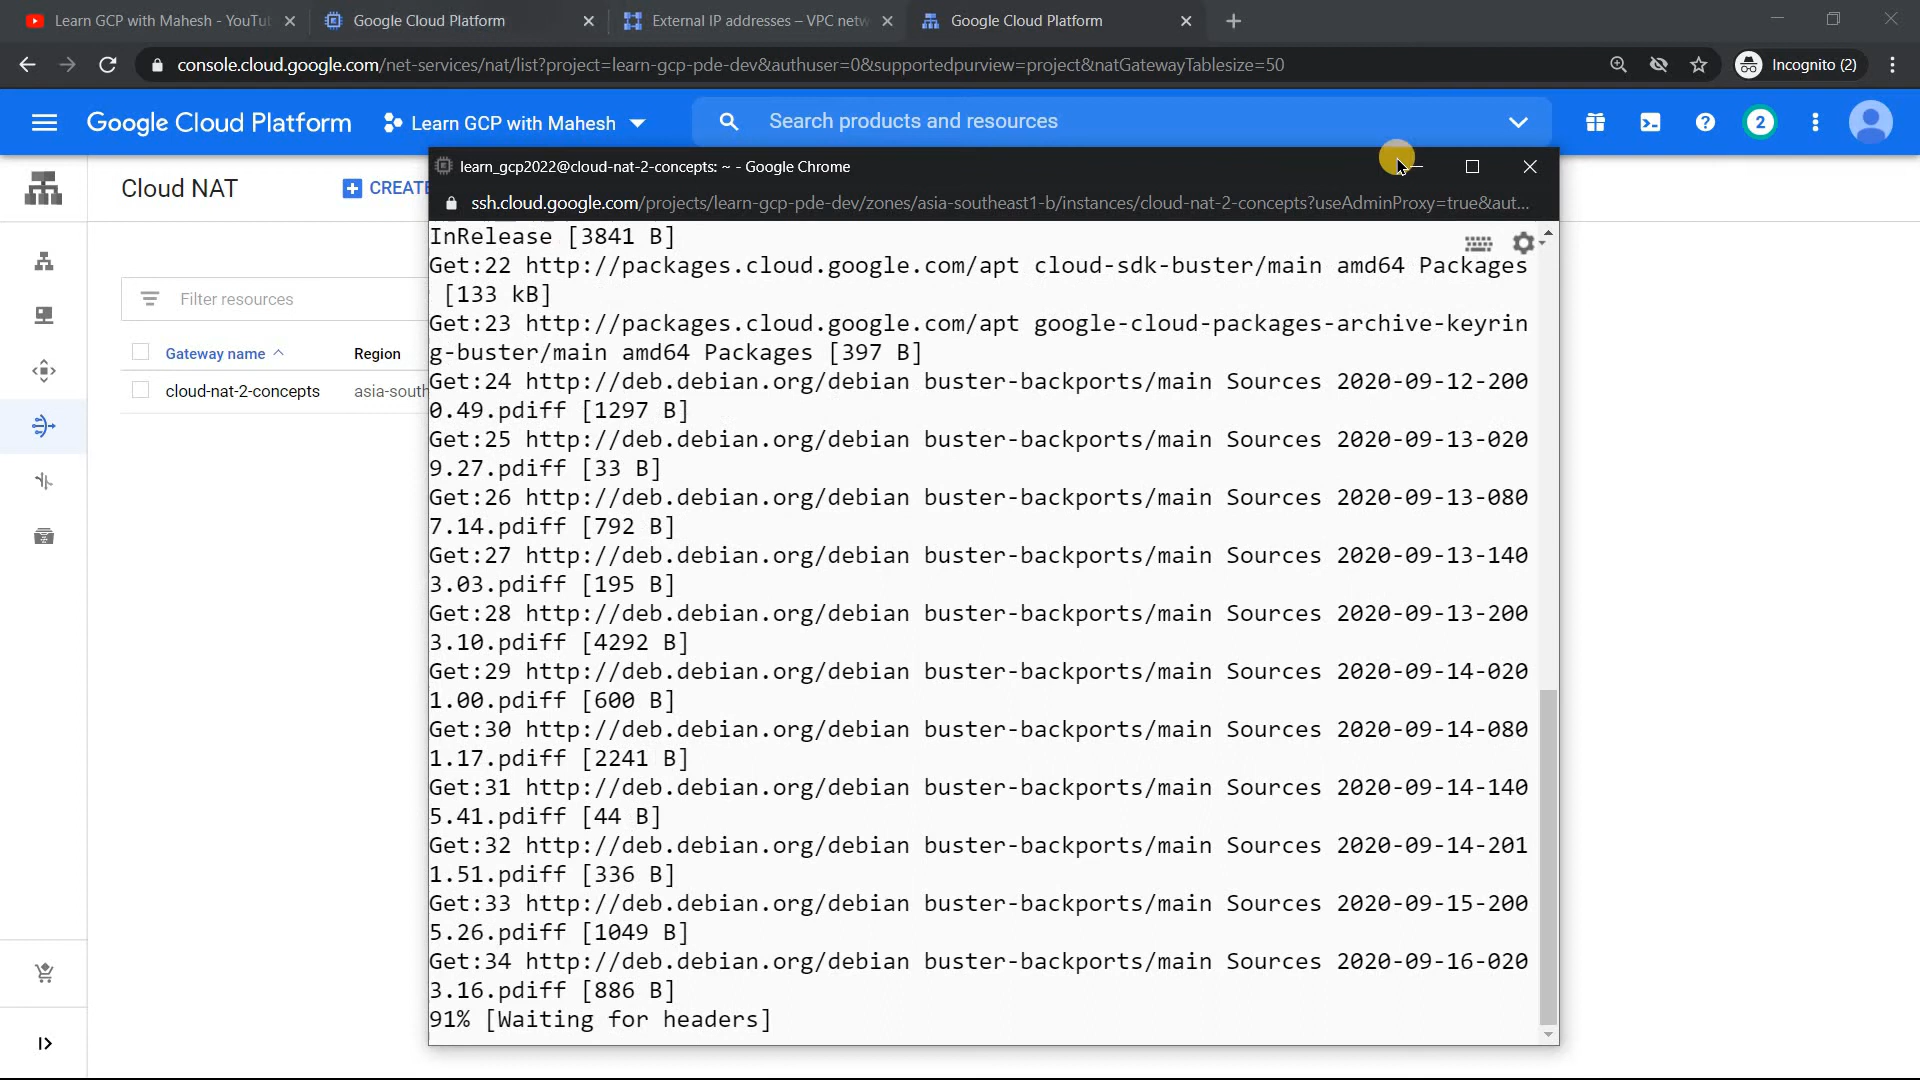 Learn GCP with Mahesh - YouTu
Google Cloud Platform
External IP addresses – VPC netw
Google Cloud Platform
console.cloud.google.com/net-services/nat/list?project=learn-gcp-pde-dev&authuser=0&supportedpurview=project&natGatewayTablesize=50
Incognito (2)
Google Cloud Platform
Learn GCP with Mahesh
Search products and resources
2
Cloud NAT
CREATE
Filter resources
Gateway name
Region
cloud-nat-2-concepts
asia-south
learn_gcp2022@cloud-nat-2-concepts: ~ - Google Chrome
ssh.cloud.google.com/projects/learn-gcp-pde-dev/zones/asia-southeast1-b/instances/cloud-nat-2-concepts?useAdminProxy=true&aut...
InRelease [3841 B]
Get:22 http://packages.cloud.google.com/apt cloud-sdk-buster/main amd64 Packages
[133 kB]
Get:23 http://packages.cloud.google.com/apt google-cloud-packages-archive-keyrin
g-buster/main amd64 Packages [397 B]
Get:24 http://deb.debian.org/debian buster-backports/main Sources 2020-09-12-200
0.49.pdiff [1297 B]
Get:25 http://deb.debian.org/debian buster-backports/main Sources 2020-09-13-020
9.27.pdiff [33 B]
Get:26 http://deb.debian.org/debian buster-backports/main Sources 2020-09-13-080
7.14.pdiff [792 B]
Get:27 http://deb.debian.org/debian buster-backports/main Sources 2020-09-13-140
3.03.pdiff [195 B]
Get:28 http://deb.debian.org/debian buster-backports/main Sources 2020-09-13-200
3.10.pdiff [4292 B]
Get:29 http://deb.debian.org/debian buster-backports/main Sources 2020-09-14-020
1.00.pdiff [600 B]
Get:30 http://deb.debian.org/debian buster-backports/main Sources 2020-09-14-080
1.17.pdiff [2241 B]
Get:31 http://deb.debian.org/debian buster-backports/main Sources 2020-09-14-140
5.41.pdiff [44 B]
Get:32 http://deb.debian.org/debian buster-backports/main Sources 2020-09-14-201
1.51.pdiff [336 B]
Get:33 http://deb.debian.org/debian buster-backports/main Sources 2020-09-15-200
5.26.pdiff [1049 B]
Get:34 http://deb.debian.org/debian buster-backports/main Sources 2020-09-16-020
3.16.pdiff [886 B]
91% [Waiting for headers]